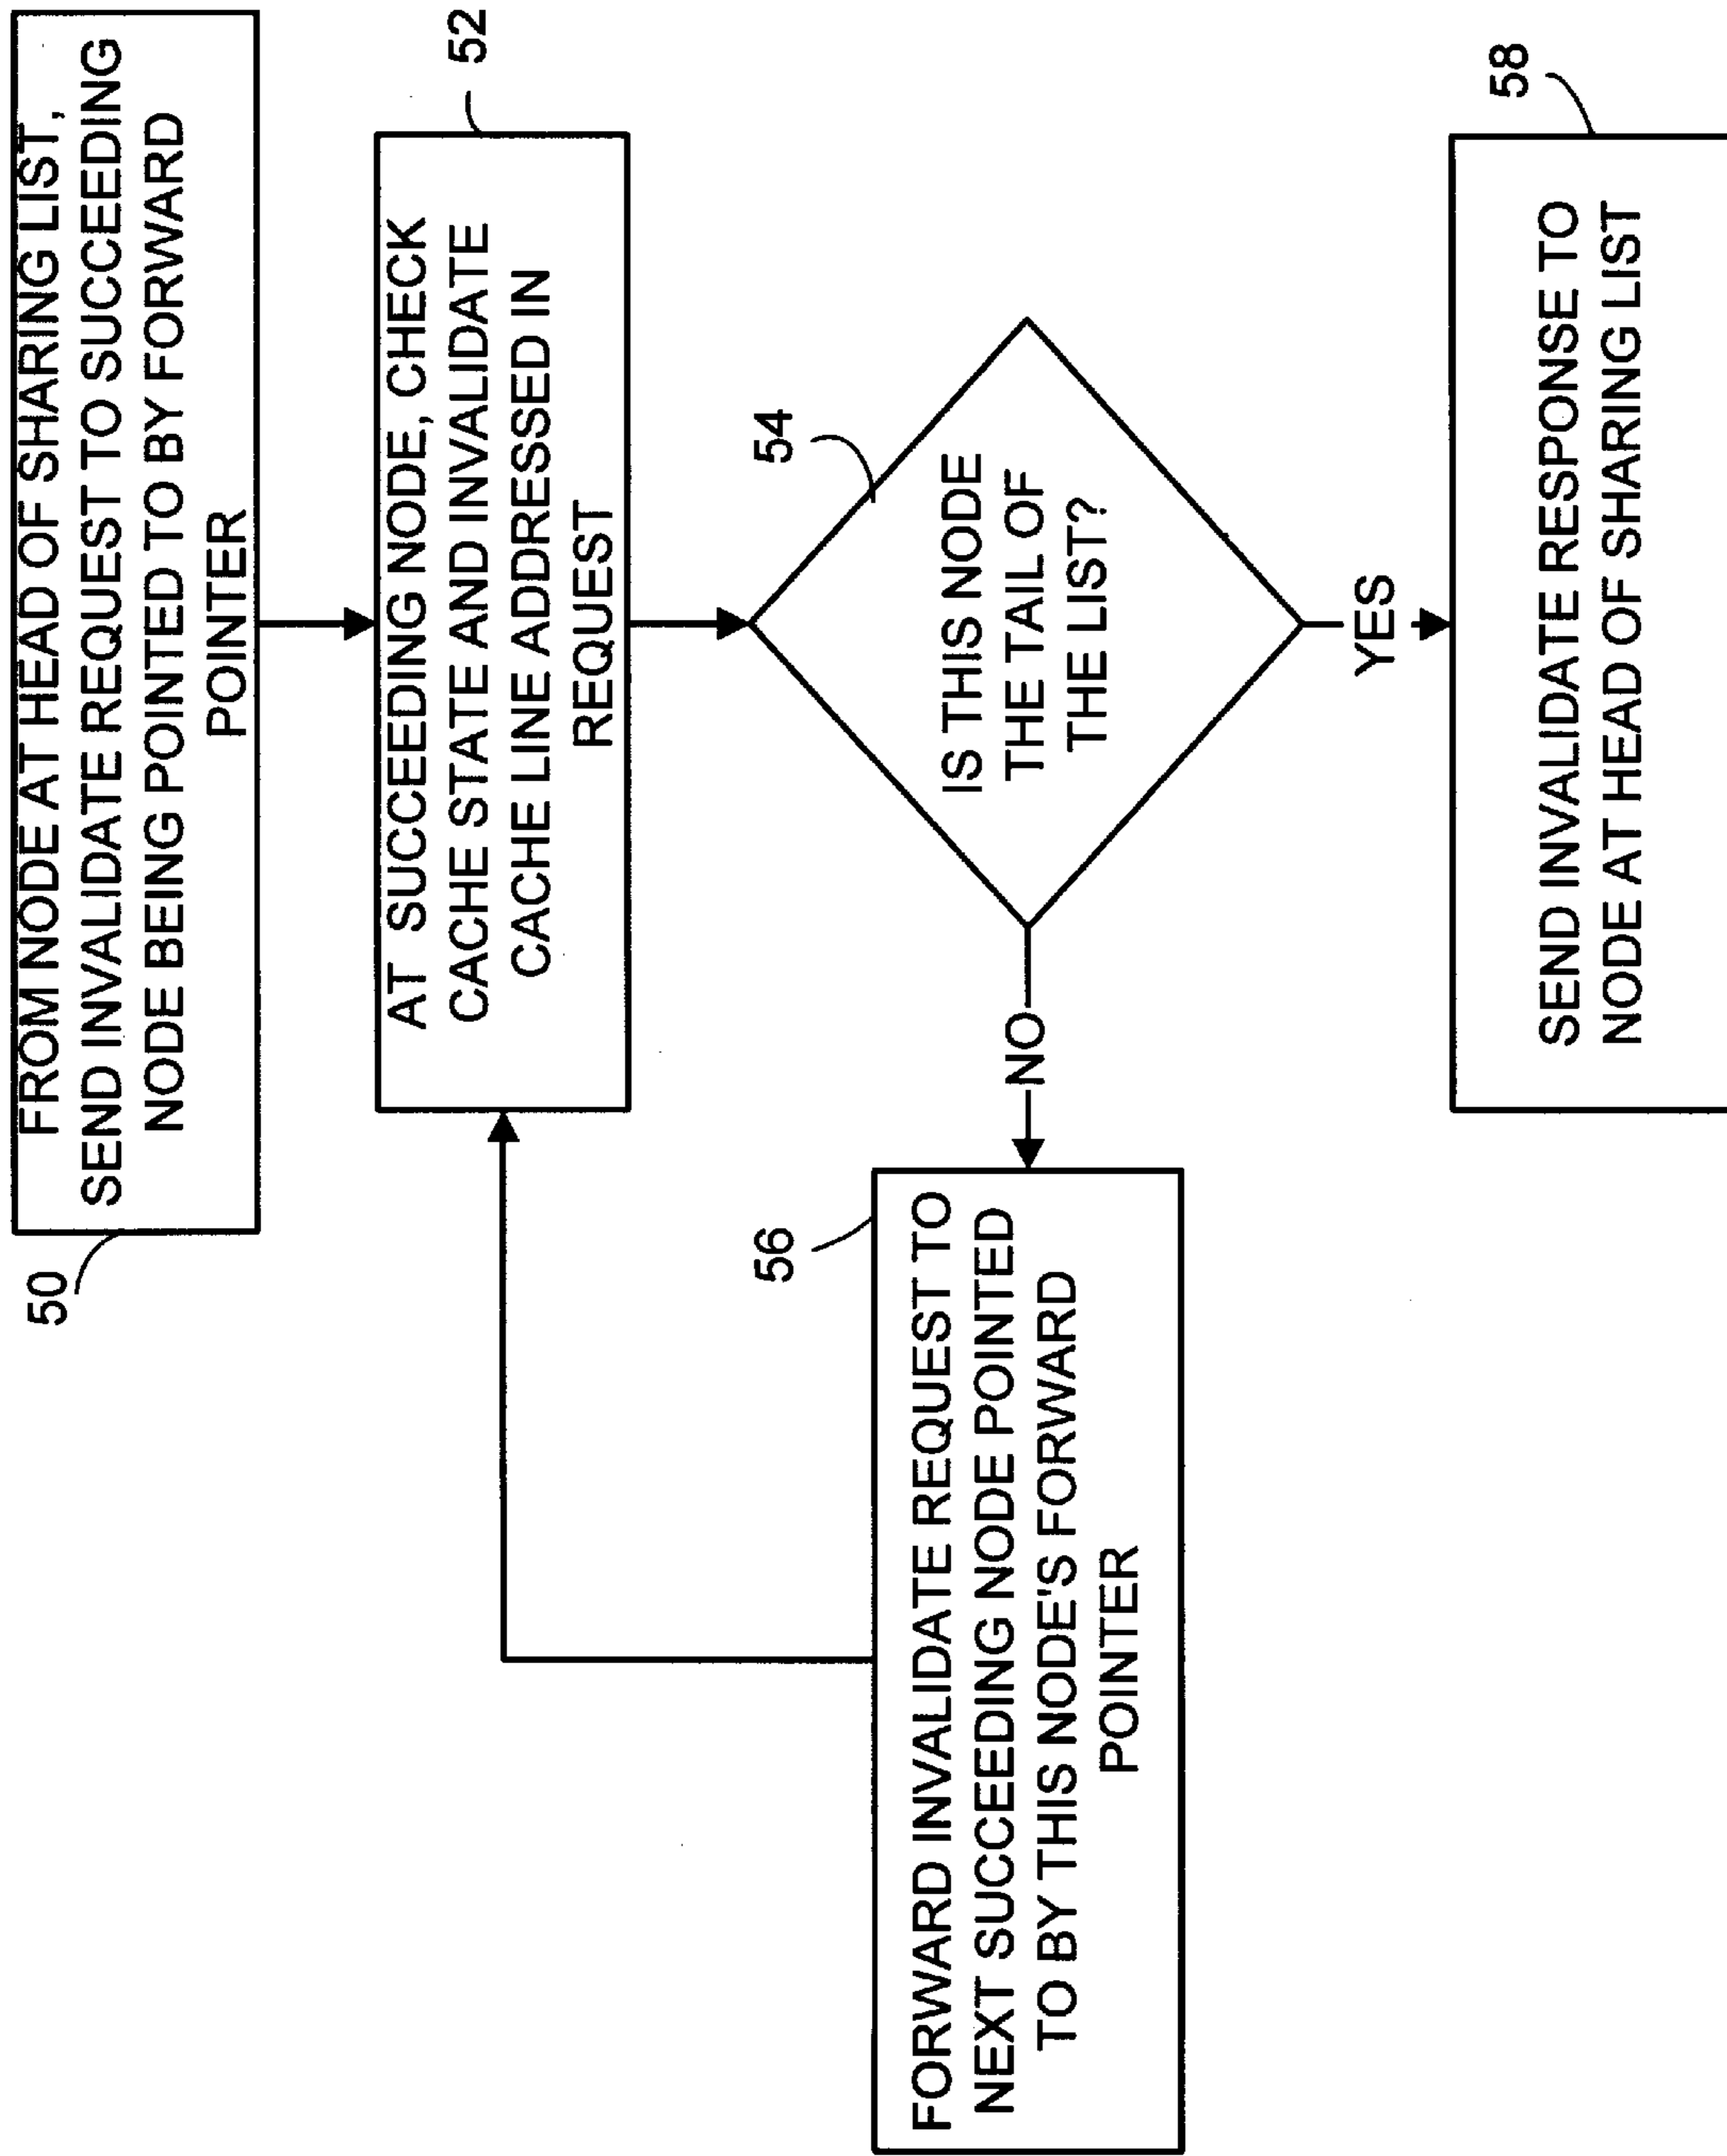 50
FROM NODE AT HEAD OF SHARING LIST,
SEND INVALIDATE REQUEST TO SUCCEEDING
NODE BEING POINTED TO BY FORWARD
POINTER
52
AT SUCCEEDING NODE, CHECK
CACHE STATE AND INVALIDATE
CACHE LINE ADDRESSED IN
REQUEST
54
IS THIS NODE
THE TAIL OF
THE LIST?
NO
YES
56
FORWARD INVALIDATE REQUEST TO
NEXT SUCCEEDING NODE POINTED
TO BY THIS NODE'S FORWARD
POINTER
58
SEND INVALIDATE RESPONSE TO
NODE AT HEAD OF SHARING LIST